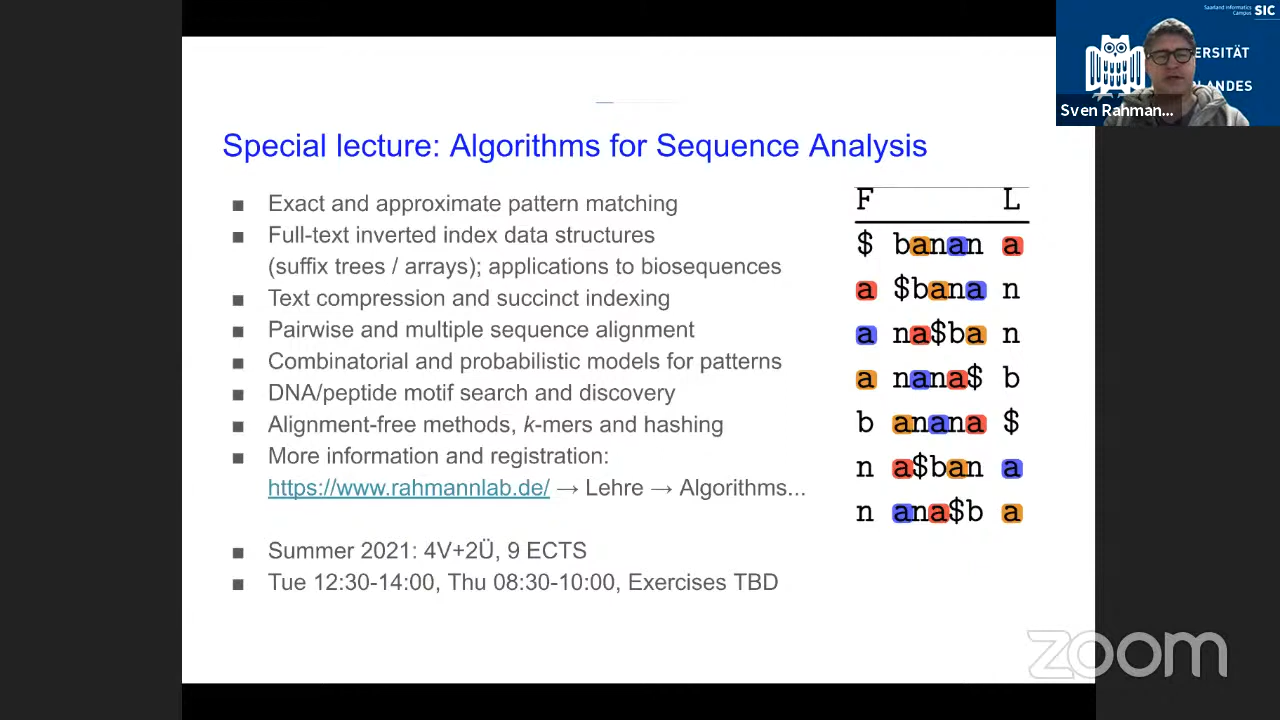 Special lecture: Algorithms for Sequence Analysis
■ Exact and approximate pattern matching
■ Full-text inverted index data structures
(suffix trees / arrays); applications to biosequences
■ Text compression and succinct indexing
■ Pairwise and multiple sequence alignment
■ Combinatorial and probabilistic models for patterns
■ DNA/peptide motif search and discovery
■ Alignment-free methods, k-mers and hashing
■ More information and registration:
https://www.rahmannlab.de/ → Lehre → Algorithms...
■ Summer 2021: 4V+2Ü, 9 ECTS
■ Tue 12:30-14:00, Thu 08:30-10:00, Exercises TBD
F L
$ banan a
a $bana n
a na$ba n
a nana$ b
b anana $
n a$ban a
n ana$b a
Saarland Informatics
Campus
SIC
ERSITÄT
LANDES
Sven Rahman...
zoom